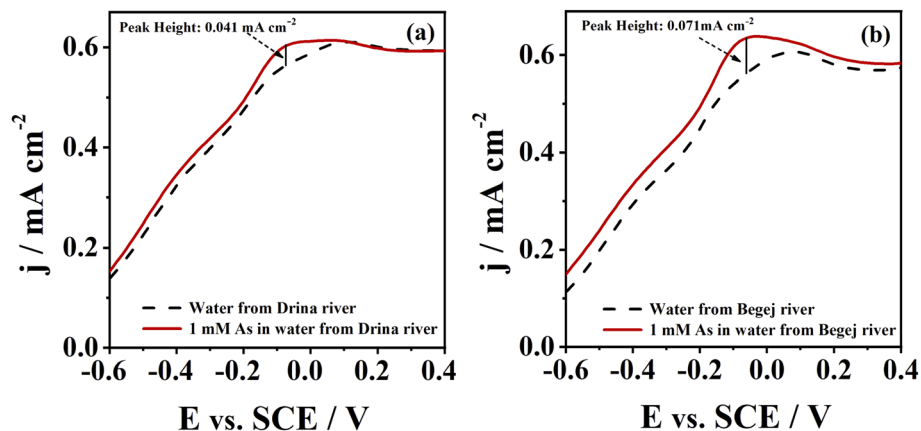 Peak Height: 0.041 mA cm-2
(a)
0.6
0.4
0.2
0.0
j / mA cm-2
Water from Drina river
1 mM As in water from Drina river
-0.6 -0.4 -0.2 0.0 0.2 0.4
E vs. SCE / V
Peak Height: 0.071mA cm-2
(b)
0.6
0.4
0.2
0.0
j / mA cm-2
Water from Begej river
1 mM As in water from Begej river
-0.6 -0.4 -0.2 0.0 0.2 0.4
E vs. SCE / V